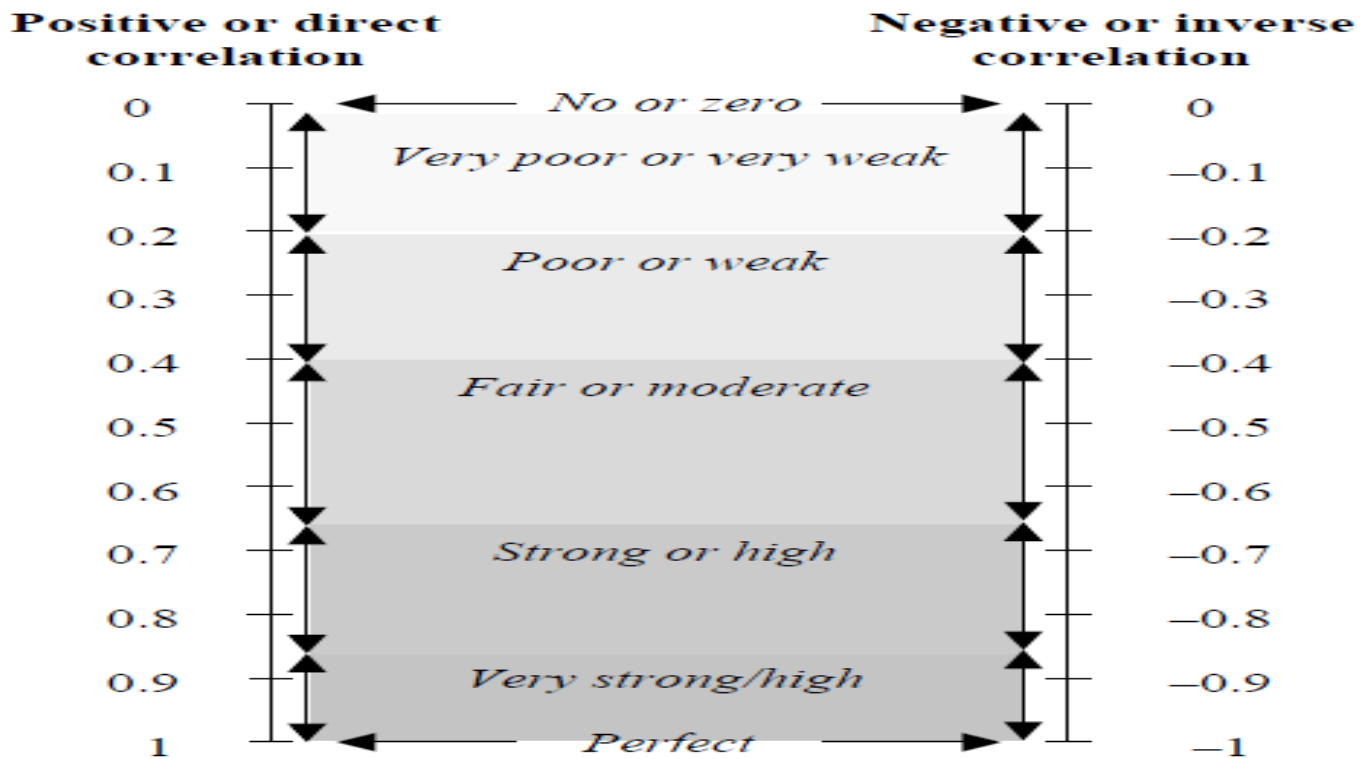 Positive or direct
correlation
Negative or inverse
correlation
0 No or zero 0
Very poor or very weak
0.1 –0.1
0.2 –0.2
Poor or weak
0.3 –0.3
0.4 –0.4
Fair or moderate
0.5 –0.5
0.6 –0.6
0.7 Strong or high –0.7
0.8 –0.8
0.9 Very strong/high –0.9
1 Perfect –1